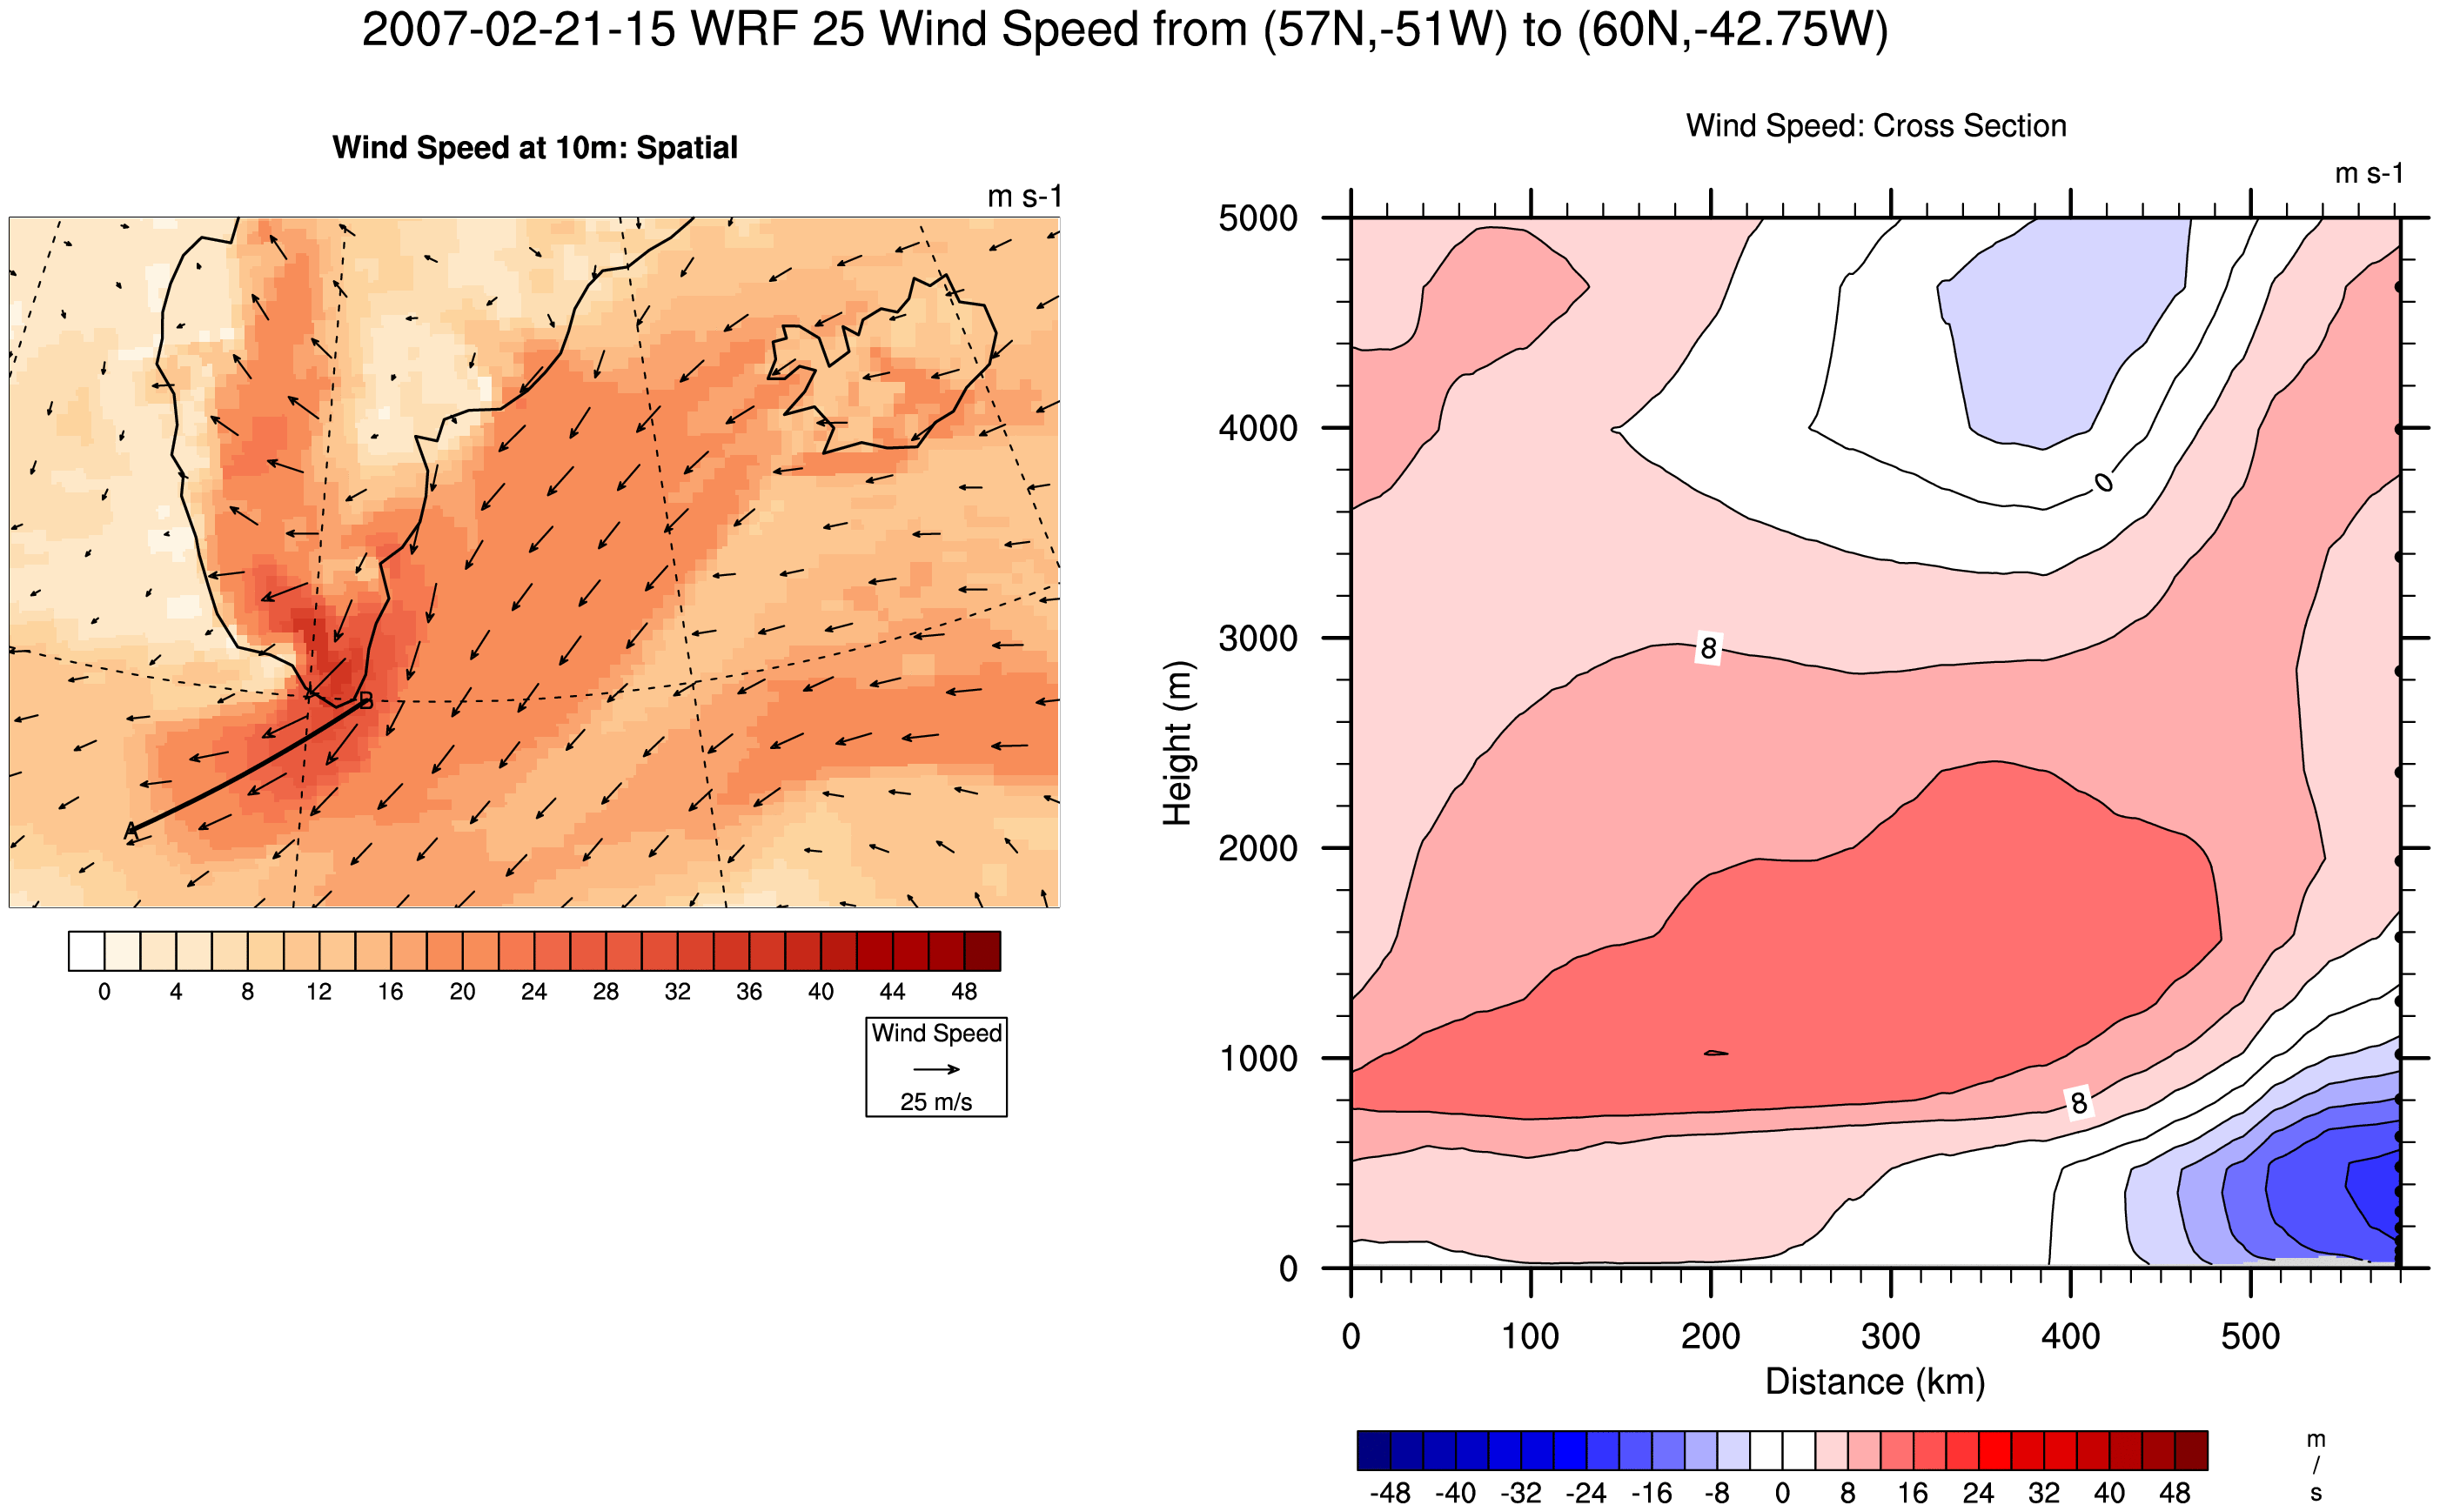 2007-02-21-15 WRF 25 Wind Speed from (57N,-51W) to (60N,-42.75W)
Wind Speed at 10m: Spatial
m s-1
B
A
0 4 8 12 16 20 24 28 32 36 40 44 48
Wind Speed
25 m/s
Wind Speed: Cross Section
m s-1
5000
4000
3000
2000
1000
0
Height (m)
0
8
8
0 100 200 300 400 500
Distance (km)
-48 -40 -32 -24 -16 -8 0 8 16 24 32 40 48
m
/
s